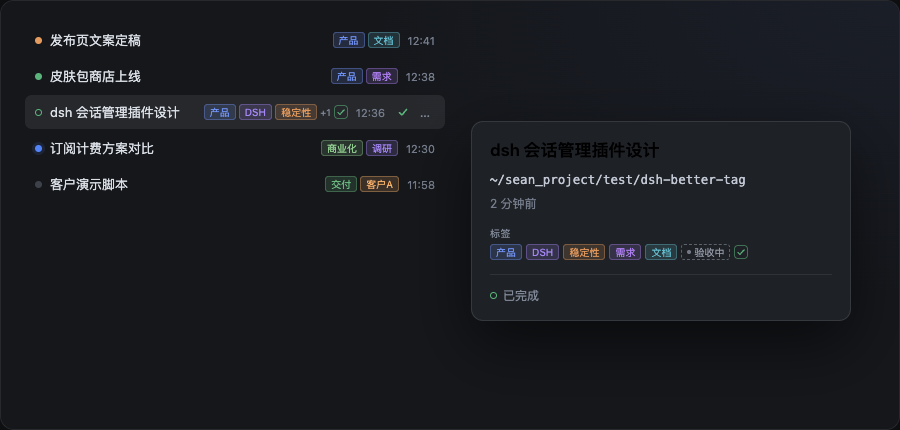 发布页文案定稿 产品 文档 12:41
皮肤包商店上线 产品 需求 12:38
dsh 会话管理插件设计 产品 DSH 稳定性 +1 12:36 ...
订阅计费方案对比 商业化 调研 12:30
客户演示脚本 交付 客户A 11:58
dsh 会话管理插件设计
~/sean_project/test/dsh-better-tag
2 分钟前
标签
产品 DSH 稳定性 需求 文档 验收中
已完成